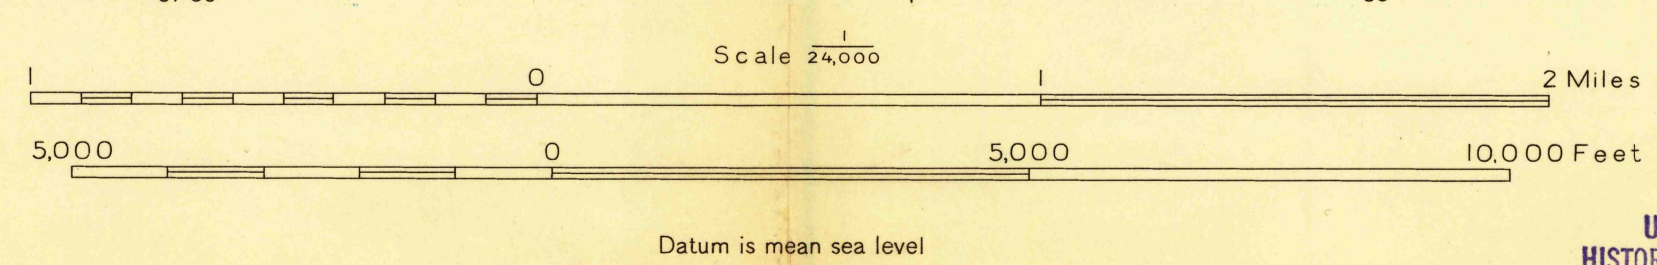 Scale 1/24,000
1 0 1 2 Miles
5,000 0 5,000 10,000 Feet
Datum is mean sea level